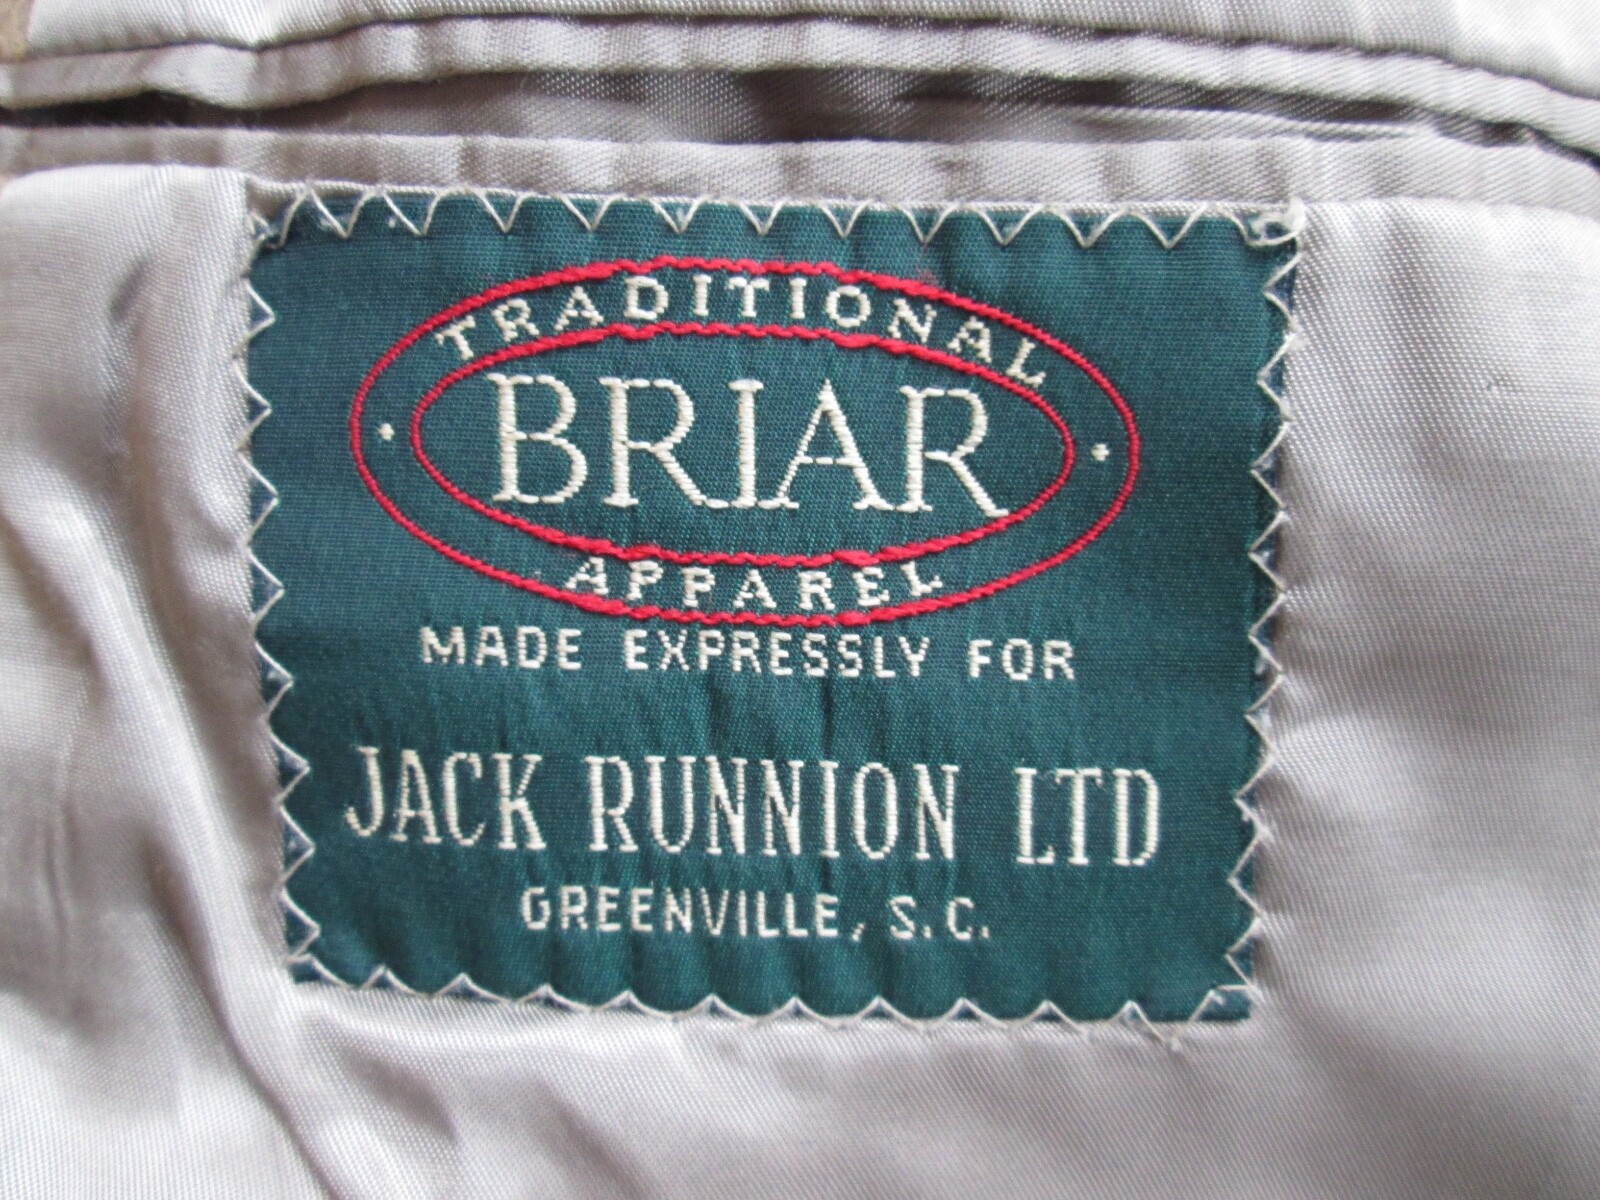 TRADITIONAL
BRIAR
APPAREL
MADE EXPRESSLY FOR
JACK RUNNION LTD
GREENVILLE, S.C.